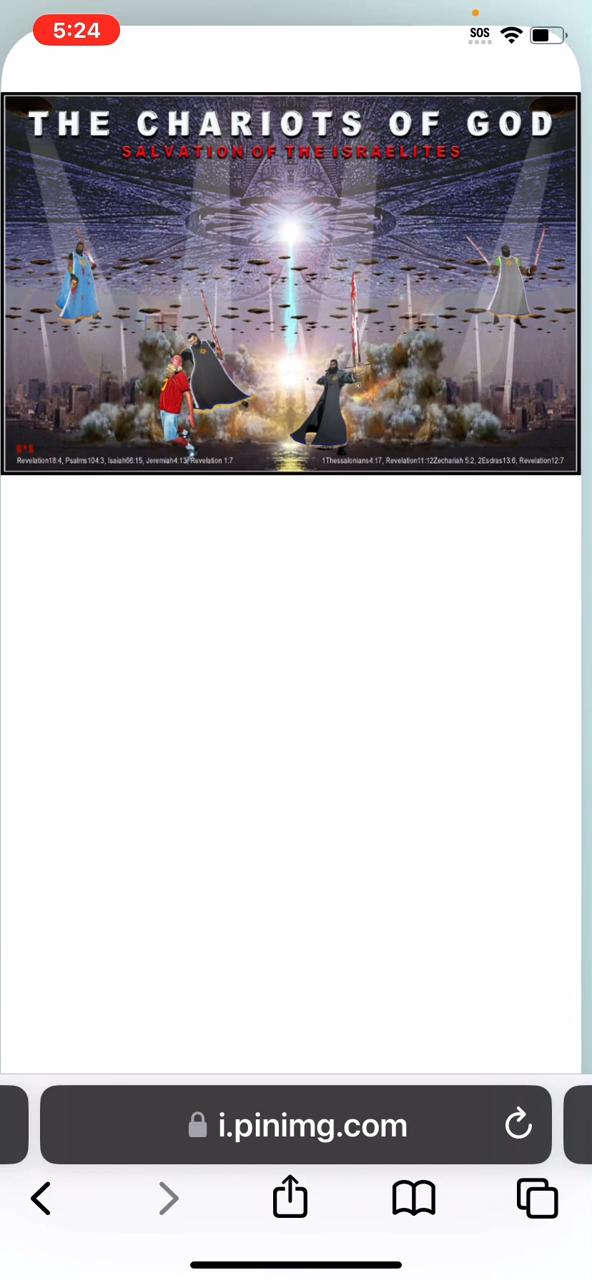 5:24
SOS
THE CHARIOTS OF GOD
SALVATION OF THE ISRAELITES
Revelation18:4, Psalms104:3, Isaiah66:15, Jeremiah4:13, Revelation 1:7
1Thessalonians4:17, Revelation11:12Zechariah 5:2, 2Esdras13:6, Revelation12:7
i.pinimg.com